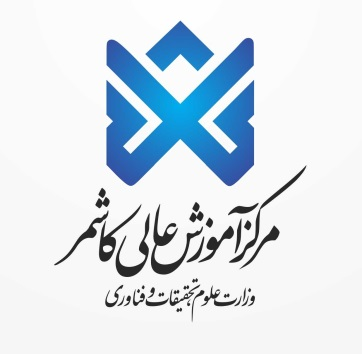 مرکز آموزش عالی کاشمر
وزارت علوم، تحقیقات و فناوری